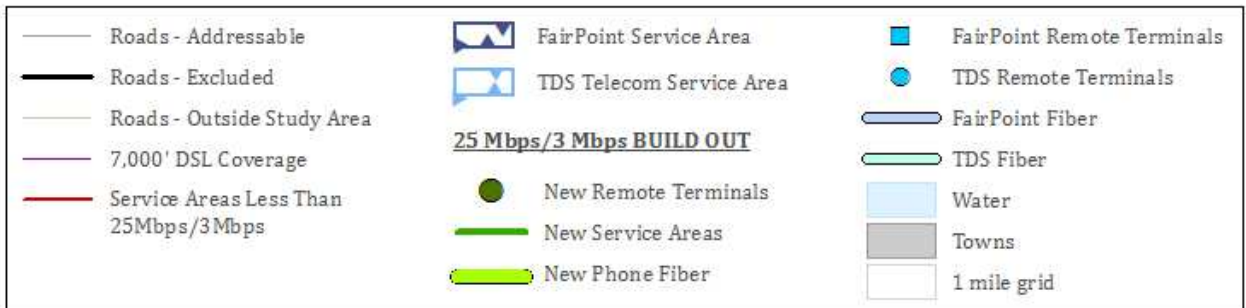 Roads - Addressable
Roads - Excluded
Roads - Outside Study Area
7,000' DSL Coverage
Service Areas Less Than
25Mbps/3Mbps
FairPoint Service Area
TDS Telecom Service Area
25 Mbps/3 Mbps BUILD OUT
New Remote Terminals
New Service Areas
New Phone Fiber
FairPoint Remote Terminals
TDS Remote Terminals
FairPoint Fiber
TDS Fiber
Water
Towns
1 mile grid